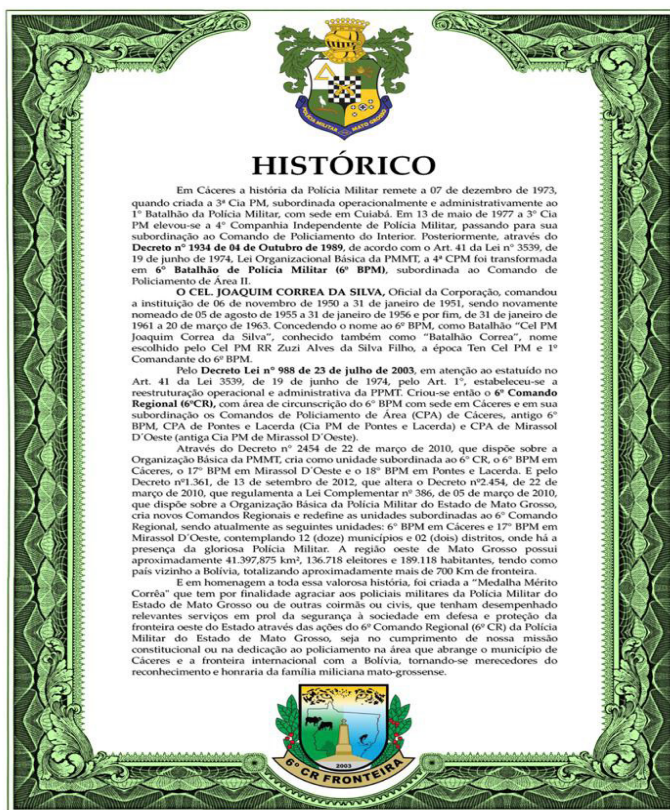 POLÍCIA MILITAR MATO GROSSO
HISTÓRICO
Em Cáceres a história da Polícia Militar remete a 07 de dezembro de 1973,
quando criada a 3ª Cia PM, subordinada operacionalmente e administrativamente ao
1° Batalhão da Polícia Militar, com sede em Cuiabá. Em 13 de maio de 1977 a 3° Cia
PM elevou-se a 4° Companhia Independente de Polícia Militar, passando para sua
subordinação ao Comando de Policiamento do Interior. Posteriormente, através do
Decreto n° 1934 de 04 de Outubro de 1989, de acordo com o Art. 41 da Lei n° 3539, de
19 de junho de 1974, Lei Organizacional Básica da PMMT, a 4ª CPM foi transformada
em 6° Batalhão de Polícia Militar (6º BPM), subordinada ao Comando de
Policiamento de Área II.
O CEL. JOAQUIM CORREA DA SILVA, Oficial da Corporação, comandou
a instituição de 06 de novembro de 1950 a 31 de janeiro de 1951, sendo novamente
nomeado de 05 de agosto de 1955 a 31 de janeiro de 1956 e por fim, de 31 de janeiro de
1961 a 20 de março de 1963. Concedendo o nome ao 6º BPM, como Batalhão "Cel PM
Joaquim Correa da Silva", conhecido também como "Batalhão Correa", nome
escolhido pelo Cel PM RR Zuzi Alves da Silva Filho, a época Ten Cel PM e 1º
Comandante do 6º BPM.
Pelo Decreto Lei n° 988 de 23 de julho de 2003, em atenção ao estatuído no
Art. 41 da Lei 3539, de 19 de junho de 1974, pelo Art. 1°, estabeleceu-se a
reestruturação operacional e administrativa da PPMT. Criou-se então o 6º Comando
Regional (6ºCR), com área de circunscrição do 6° BPM com sede em Cáceres e em sua
subordinação os Comandos de Policiamento de Área (CPA) de Cáceres, antigo 6°
BPM, CPA de Pontes e Lacerda (Cia PM de Pontes e Lacerda) e CPA de Mirassol
D´Oeste (antiga Cia PM de Mirassol D´Oeste).
Através do Decreto n° 2454 de 22 de março de 2010, que dispõe sobre a
Organização Básica da PMMT, cria como unidade subordinada ao 6° CR, o 6° BPM em
Cáceres, o 17° BPM em Mirassol D´Oeste e o 18° BPM em Pontes e Lacerda. E pelo
Decreto nº1.361, de 13 de setembro de 2012, que altera o Decreto nº2.454, de 22 de
março de 2010, que regulamenta a Lei Complementar nº 386, de 05 de março de 2010,
que dispõe sobre a Organização Básica da Polícia Militar do Estado de Mato Grosso,
cria novos Comandos Regionais e redefine as unidades subordinadas ao 6° Comando
Regional, sendo atualmente as seguintes unidades: 6° BPM em Cáceres e 17° BPM em
Mirassol D´Oeste, contemplando 12 (doze) municípios e 02 (dois) distritos, onde há a
presença da gloriosa Polícia Militar. A região oeste de Mato Grosso possui
aproximadamente 41.397,875 km², 136.718 eleitores e 189.118 habitantes, tendo como
país vizinho a Bolívia, totalizando aproximadamente mais de 700 Km de fronteira.
E em homenagem a toda essa valorosa história, foi criada a "Medalha Mérito
Corrêa" que tem por finalidade agraciar aos policiais militares da Polícia Militar do
Estado de Mato Grosso ou de outras coirmãs ou civis, que tenham desempenhado
relevantes serviços em prol da segurança à sociedade em defesa e proteção da
fronteira oeste do Estado através das ações do 6º Comando Regional (6º CR) da Polícia
Militar do Estado de Mato Grosso, seja no cumprimento de nossa missão
constitucional ou na dedicação ao policiamento na área que abrange o município de
Cáceres e a fronteira internacional com a Bolívia, tornando-se merecedores do
reconhecimento e honraria da família miliciana mato-grossense.
2003
6º CR FRONTEIRA